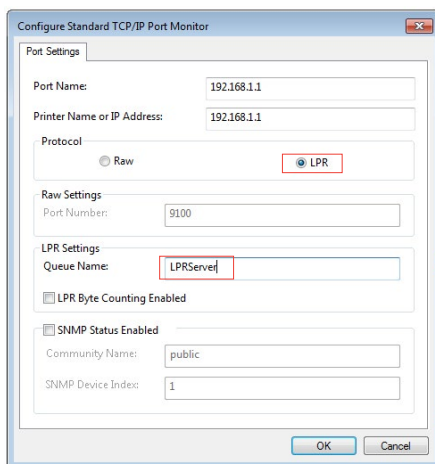 Configure Standard TCP/IP Port Monitor
Port Settings
Port Name: 192.168.1.1
Printer Name or IP Address: 192.168.1.1
Protocol
Raw LPR
Raw Settings
Port Number: 9100
LPR Settings
Queue Name: LPRServer
LPR Byte Counting Enabled
SNMP Status Enabled
Community Name: public
SNMP Device Index: 1
OK Cancel